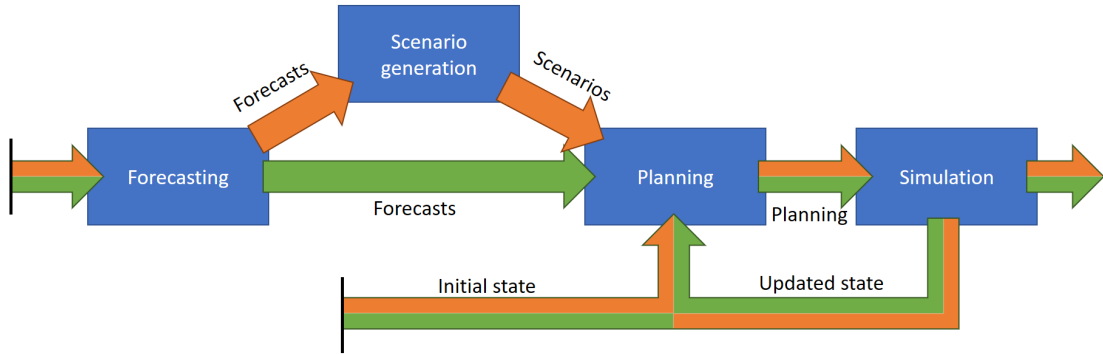 Scenario
generation
Forecasts
Scenarios
Forecasting
Forecasts
Planning
Planning
Simulation
Initial state
Updated state